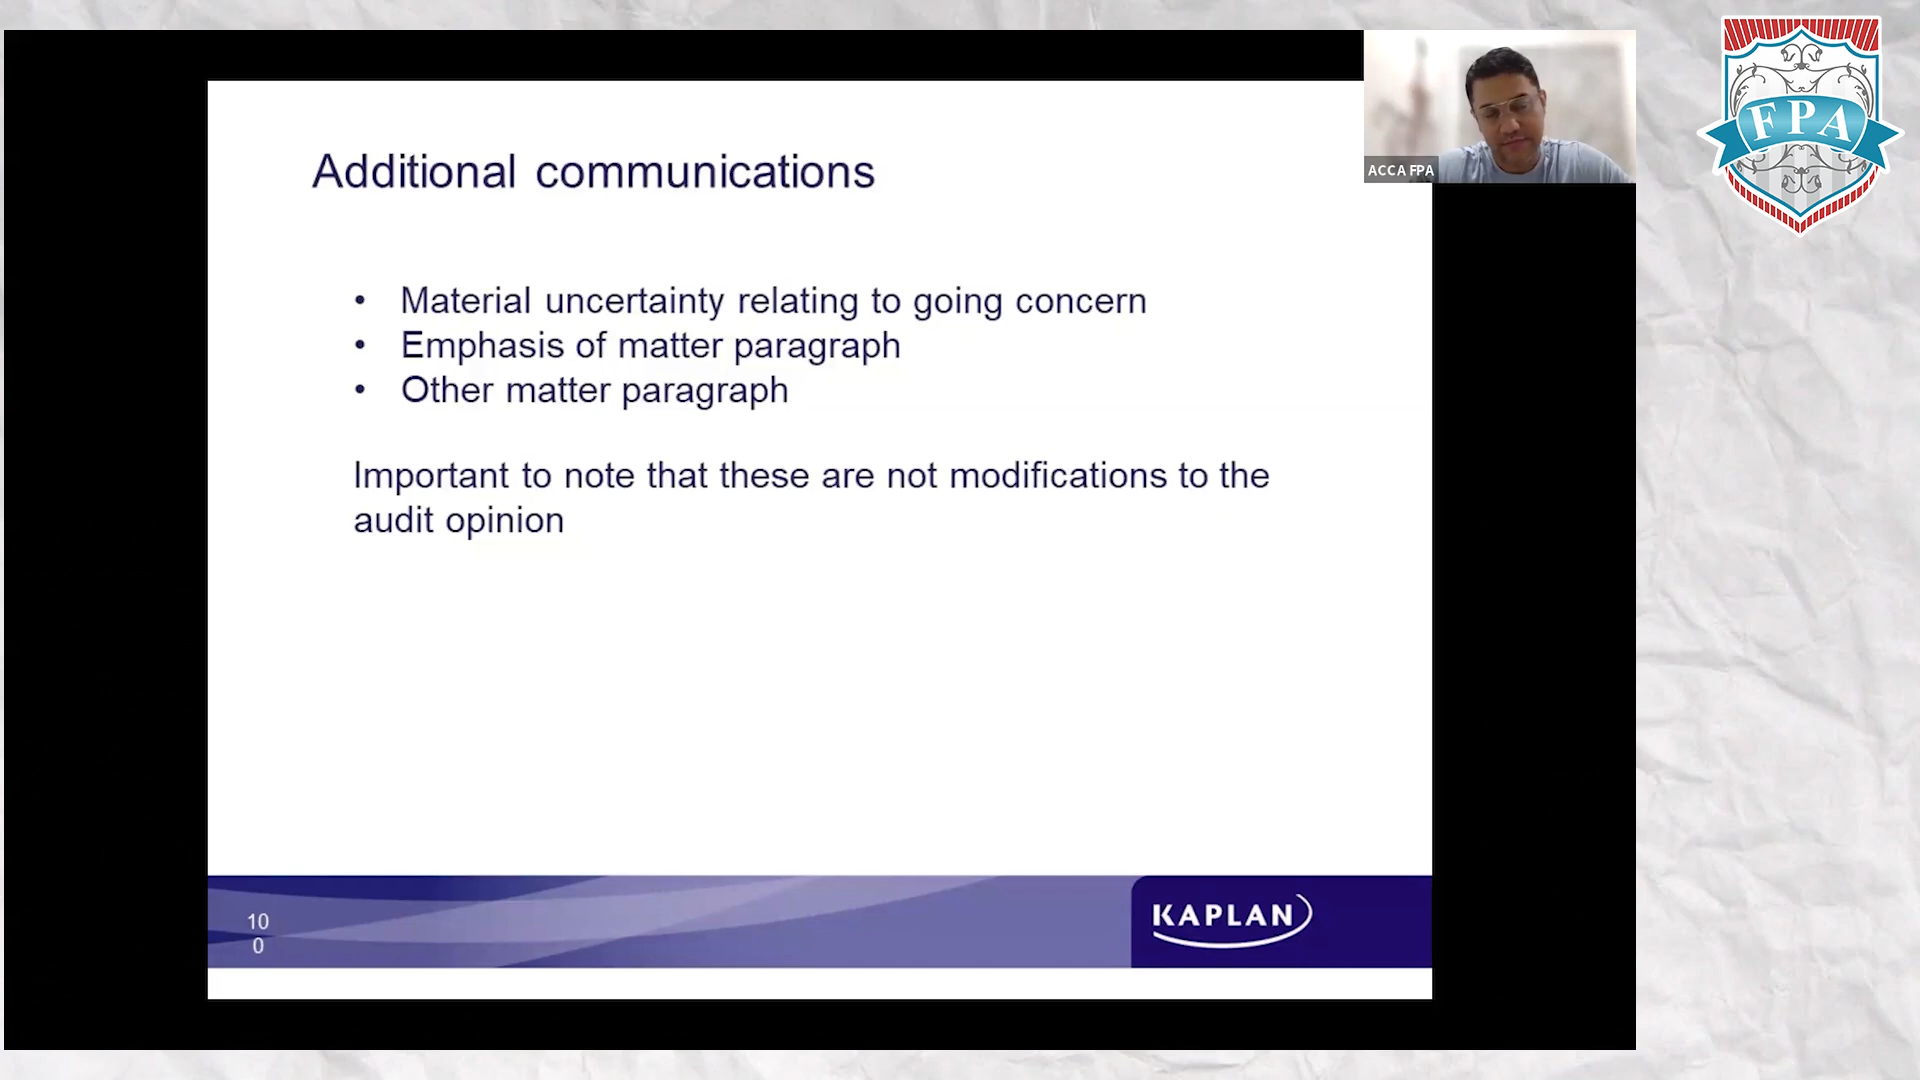 Additional communications
• Material uncertainty relating to going concern
• Emphasis of matter paragraph
• Other matter paragraph
Important to note that these are not modifications to the
audit opinion
10
0
KAPLAN
ACCA FPA
FPA